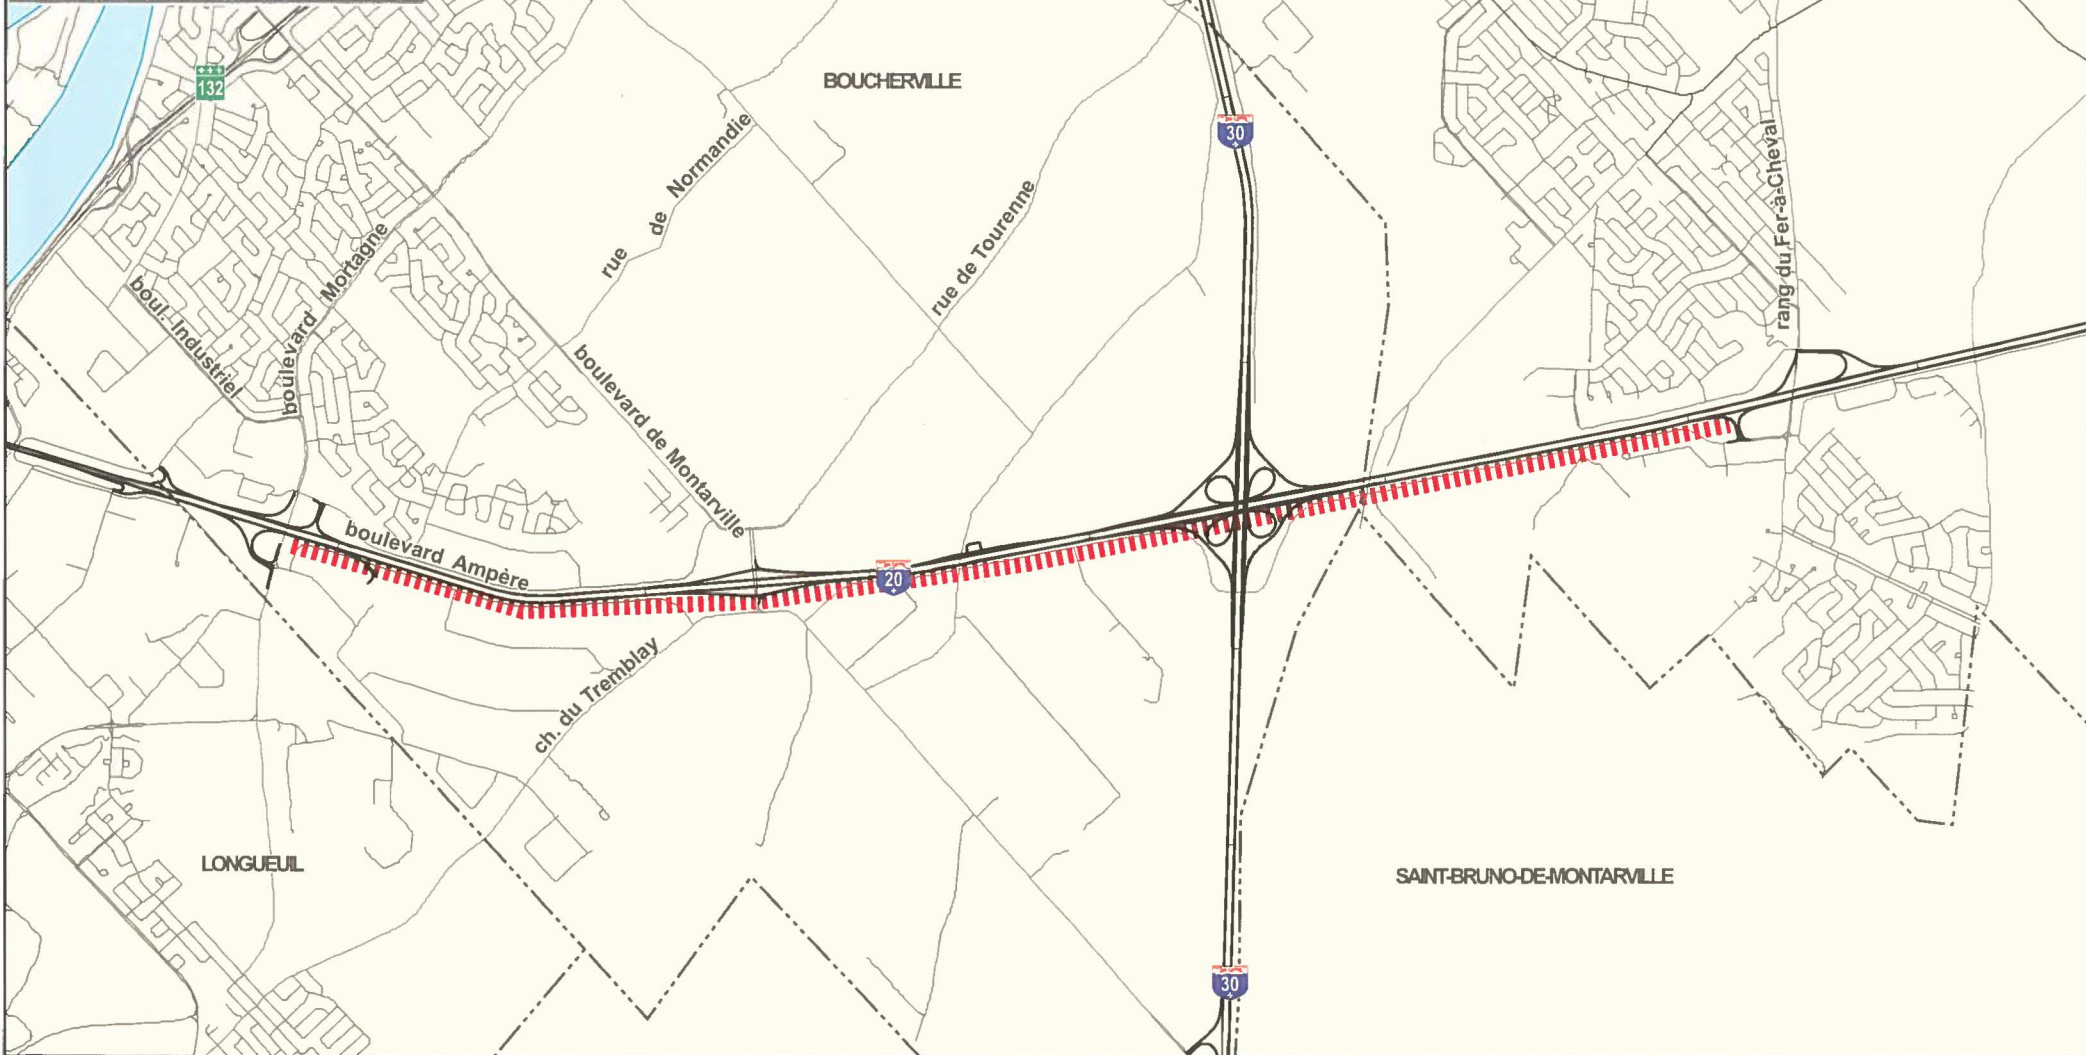 132
BOUCHERVILLE
30
rue de Normandie
rue de Tourenne
rang du Fer-à-Cheval
boul. Industriel
boulevard Mortagne
boulevard de Montarville
boulevard Ampère
20
ch. du Tremblay
LONGUEUIL
SAINT-BRUNO-DE-MONTARVILLE
30